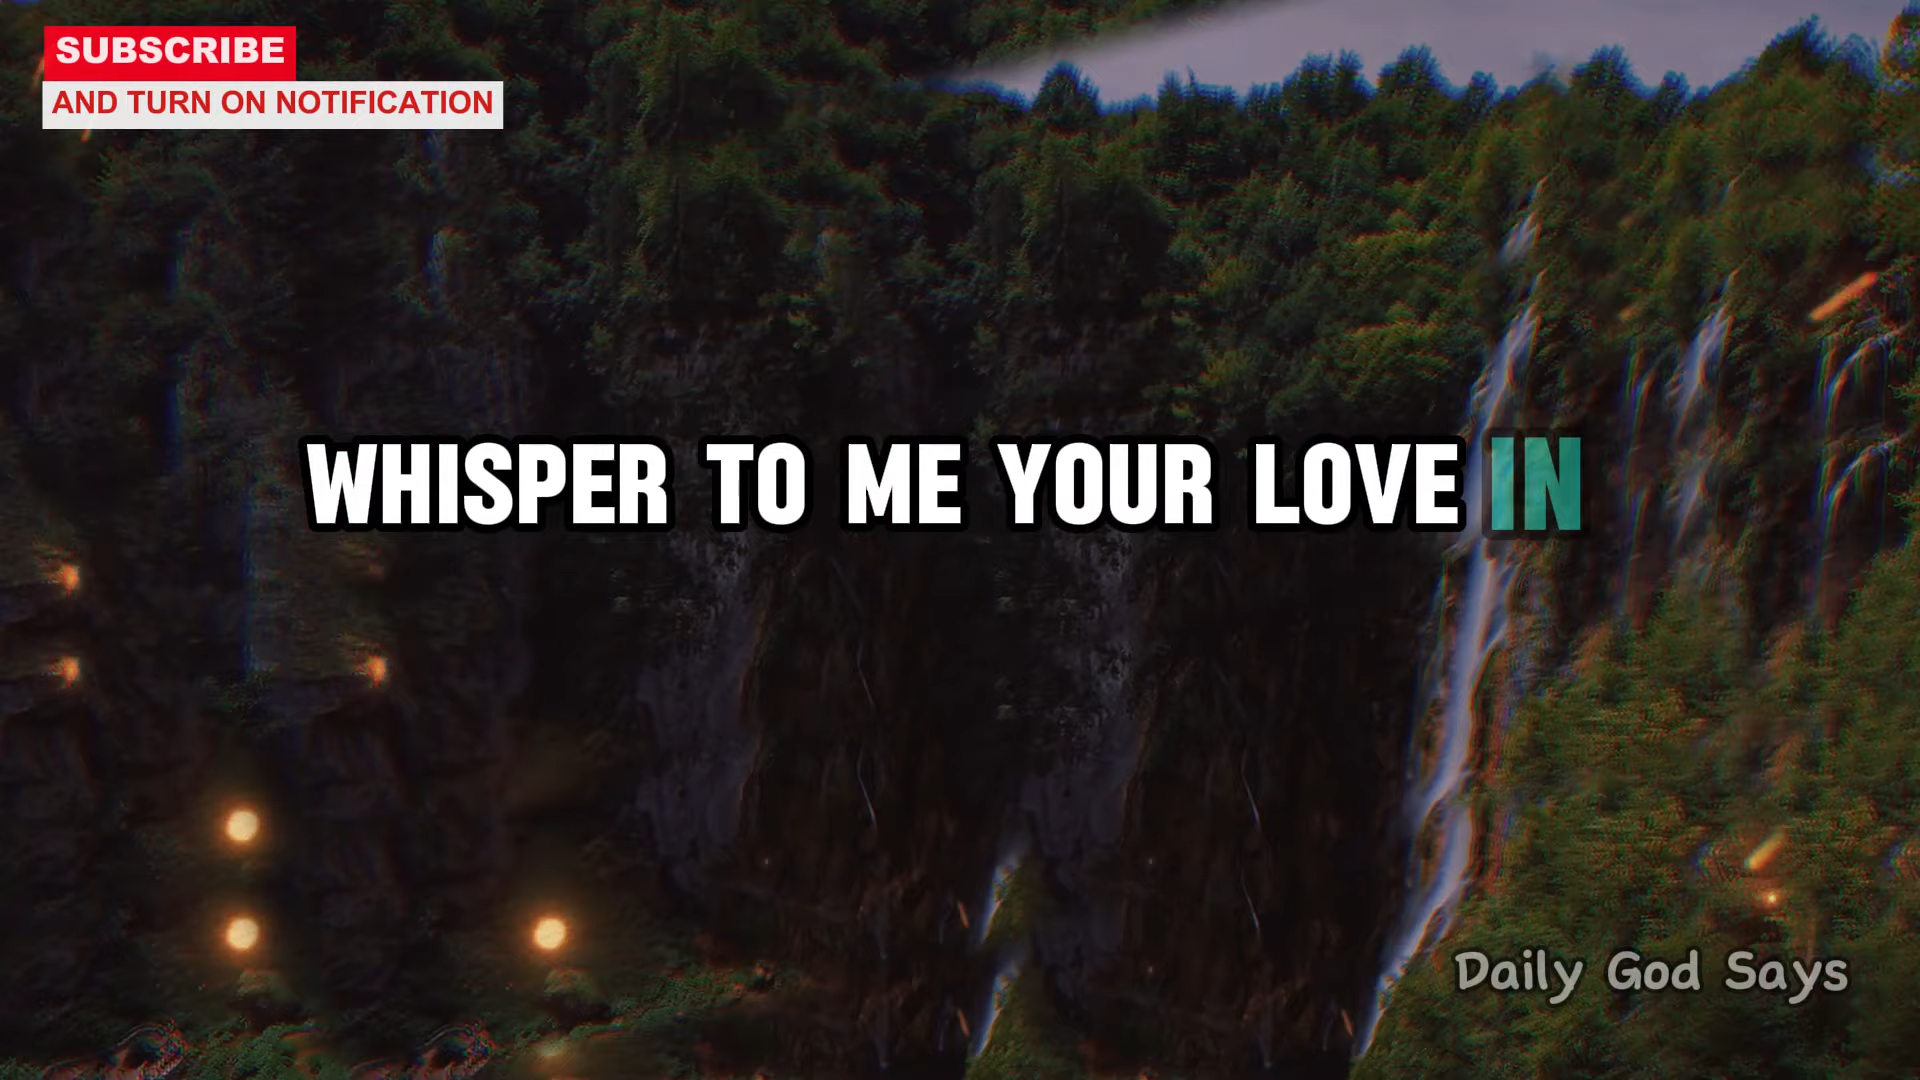 SUBSCRIBE
AND TURN ON NOTIFICATION
WHISPER TO ME YOUR LOVE IN
Daily God Says